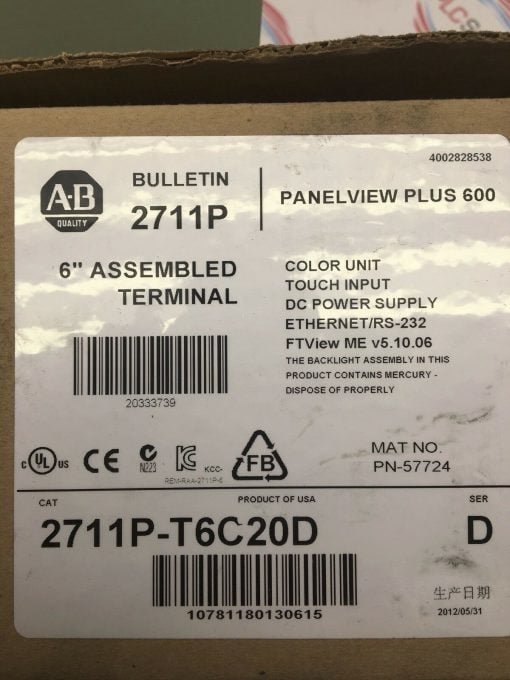 4002828538
A-B
QUALITY
BULLETIN
2711P
PANELVIEW PLUS 600
6" ASSEMBLED
TERMINAL
COLOR UNIT
TOUCH INPUT
DC POWER SUPPLY
ETHERNET/RS-232
FTView ME v5.10.06
THE BACKLIGHT ASSEMBLY IN THIS
PRODUCT CONTAINS MERCURY -
DISPOSE OF PROPERLY
20333739
C UL US
CE
N223
KCC-
REM-RAA-2711P-6
FB
MAT NO.
PN-57724
CAT
PRODUCT OF USA
SER
2711P-T6C20D
D
10781180130615
生产日期
2012/05/31